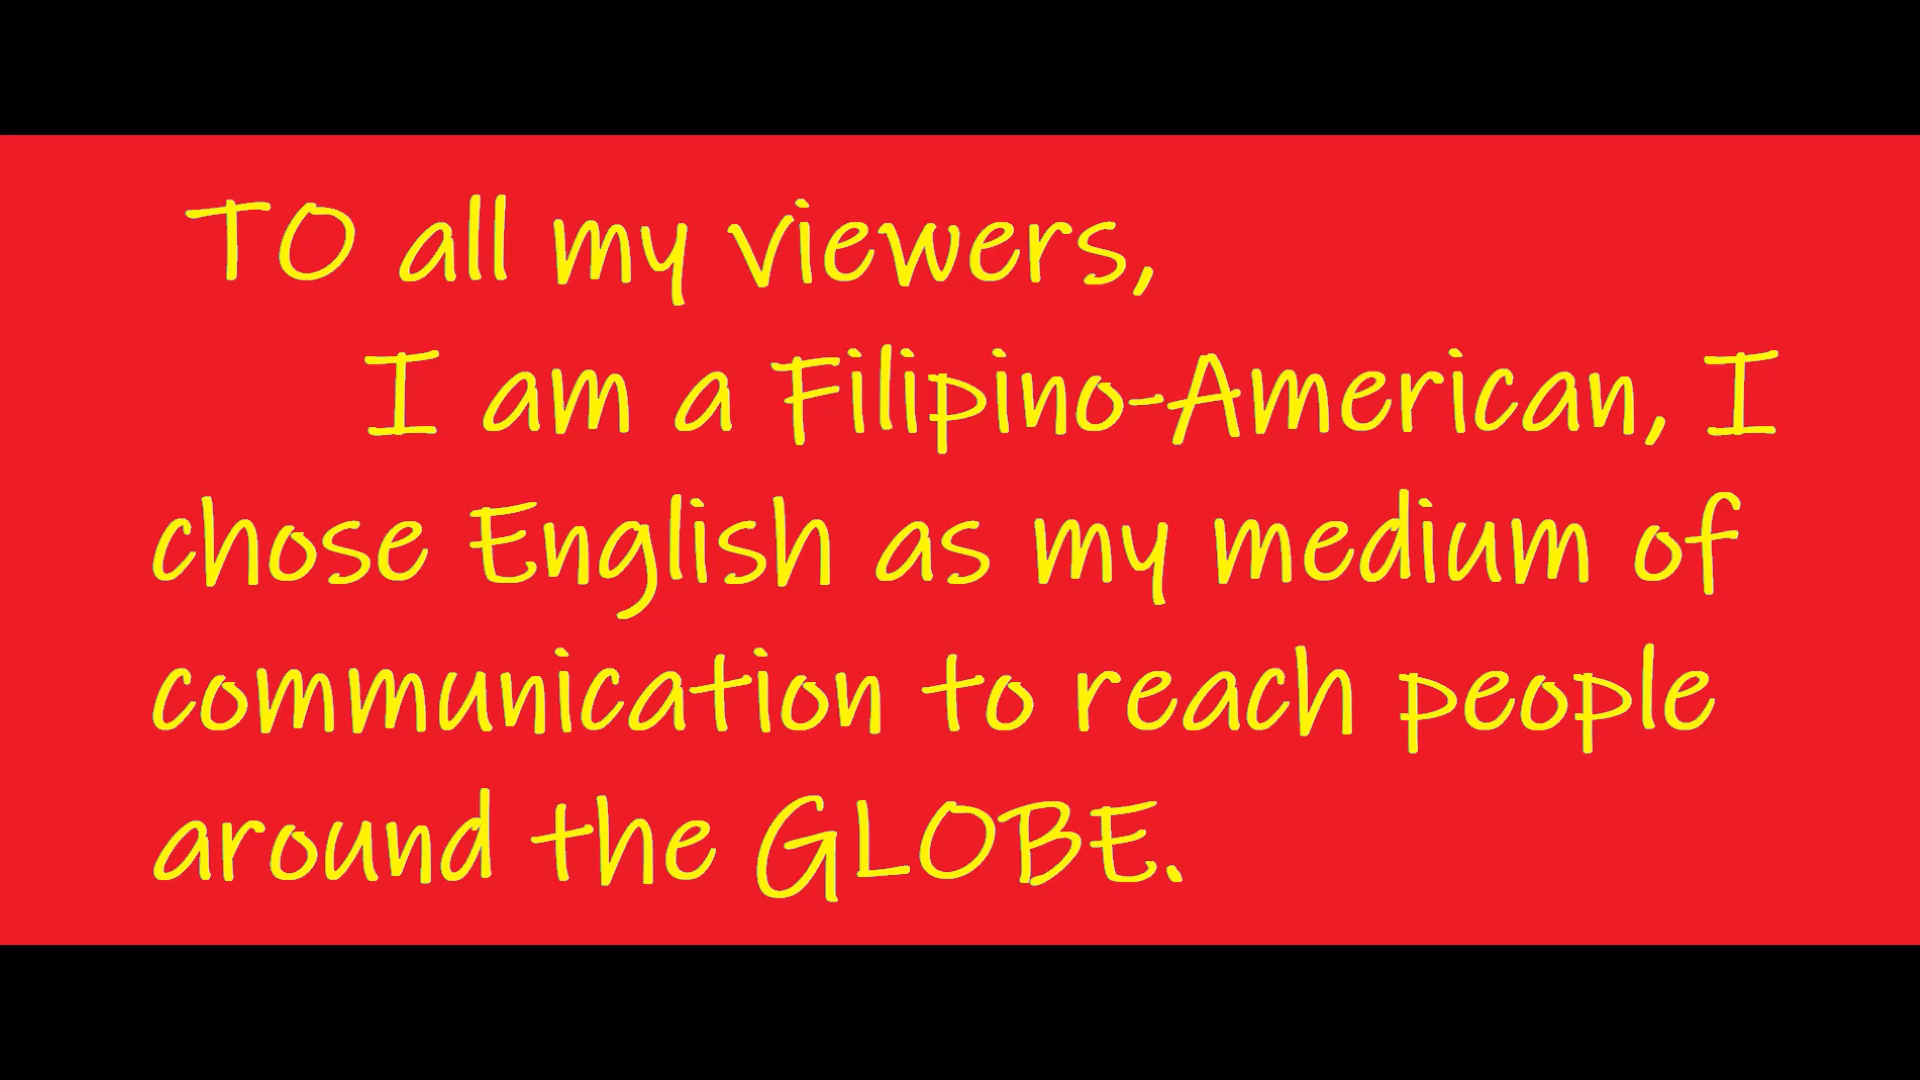 TO all my viewers,
I am a Filipino-American, I
chose English as my medium of
communication to reach people
around the GLOBE.